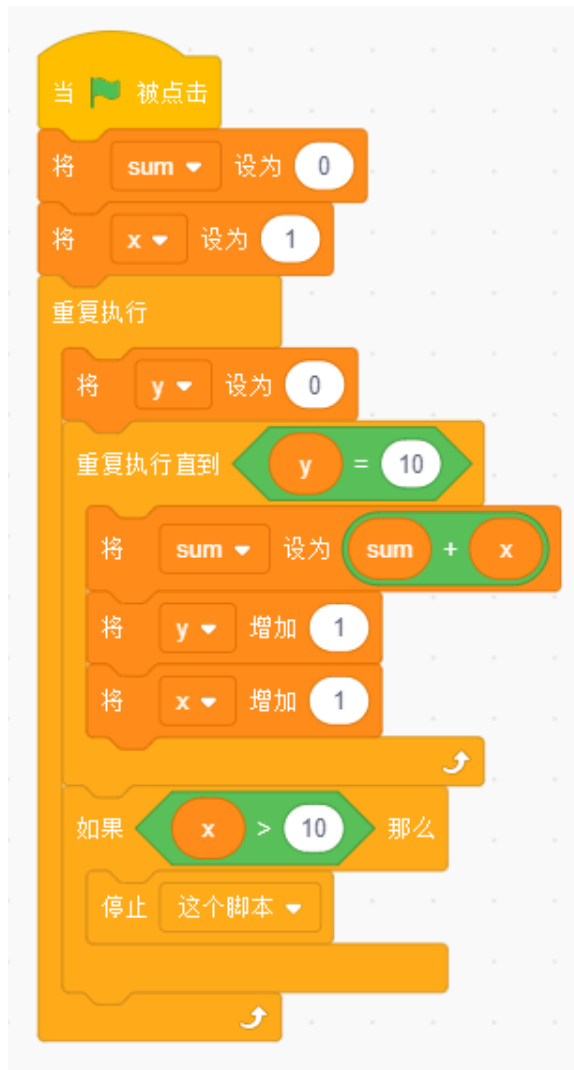 当 被点击
将 sum 设为 0
将 x 设为 1
重复执行
将 y 设为 0
重复执行直到 y = 10
将 sum 设为 sum + x
将 y 增加 1
将 x 增加 1
如果 x > 10 那么
停止 这个脚本